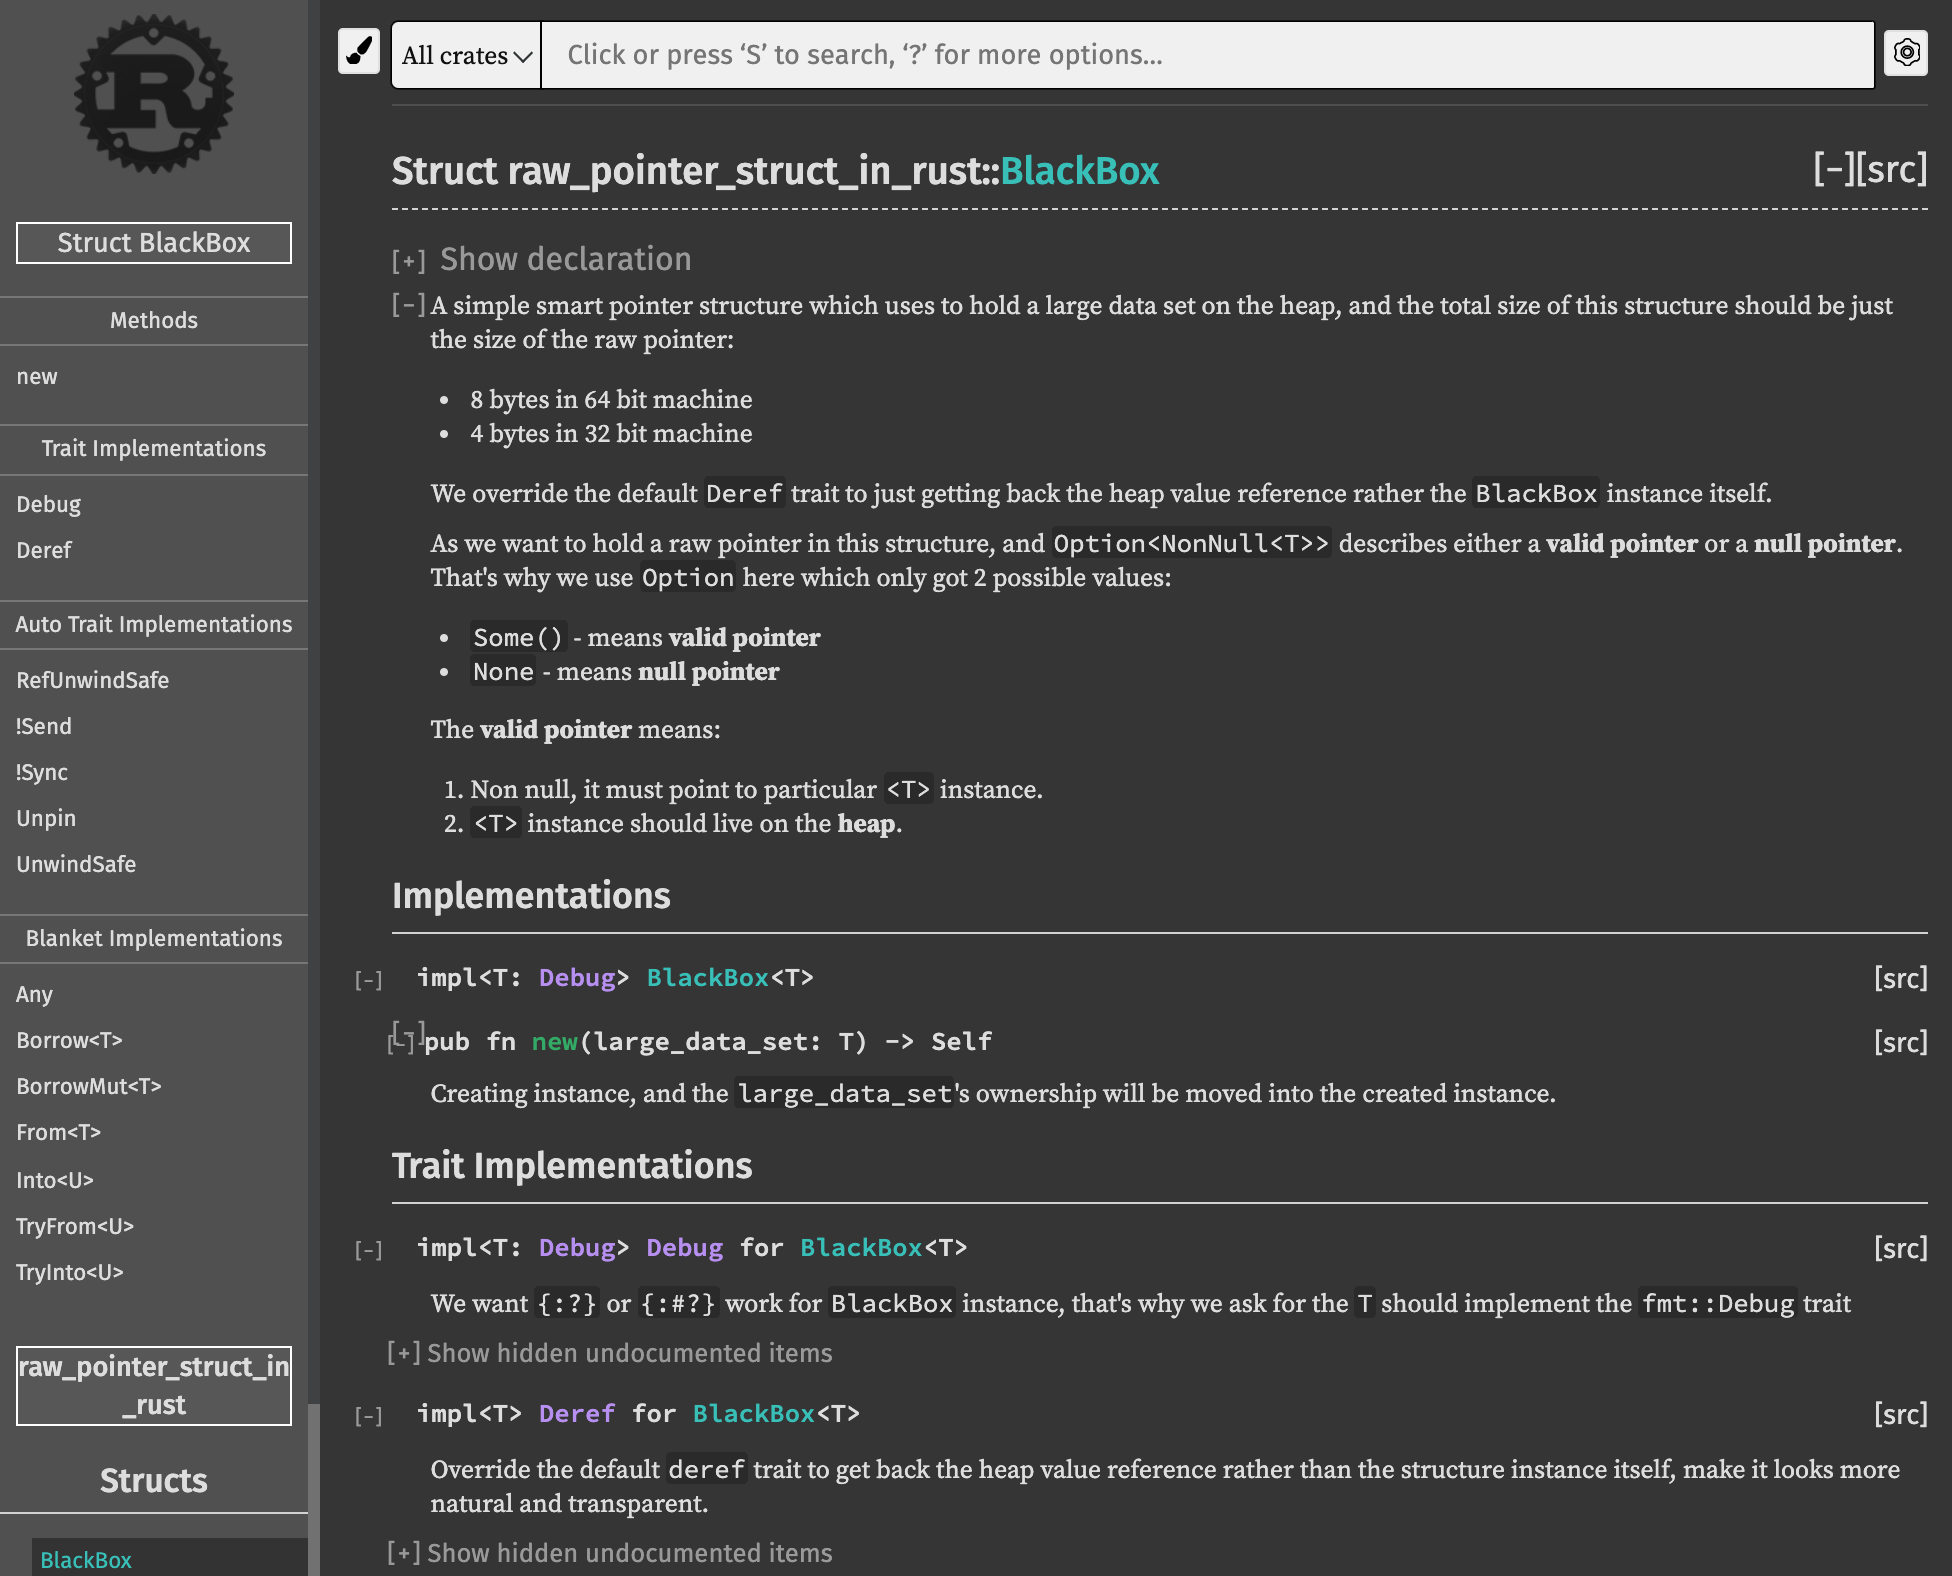 R
Struct BlackBox
Methods
new
Trait Implementations
Debug
Deref
Auto Trait Implementations
RefUnwindSafe
!Send
!Sync
Unpin
UnwindSafe
Blanket Implementations
Any
Borrow<T>
BorrowMut<T>
From<T>
Into<U>
TryFrom<U>
TryInto<U>
raw_pointer_struct_in
_rust
Structs
BlackBox
All crates
Click or press ‘S’ to search, ‘?’ for more options…
Struct raw_pointer_struct_in_rust::BlackBox [−][src]
[+] Show declaration
[−] A simple smart pointer structure which uses to hold a large data set on the heap, and the total size of this structure should be just
the size of the raw pointer:
• 8 bytes in 64 bit machine
• 4 bytes in 32 bit machine
We override the default Deref trait to just getting back the heap value reference rather the BlackBox instance itself.
As we want to hold a raw pointer in this structure, and Option<NonNull<T>> describes either a valid pointer or a null pointer.
That's why we use Option here which only got 2 possible values:
• Some() - means valid pointer
• None - means null pointer
The valid pointer means:
1. Non null, it must point to particular <T> instance.
2. <T> instance should live on the heap.
Implementations
[−] impl<T: Debug> BlackBox<T> [src]
[−] pub fn new(large_data_set: T) -> Self [src]
Creating instance, and the large_data_set's ownership will be moved into the created instance.
Trait Implementations
[−] impl<T: Debug> Debug for BlackBox<T> [src]
We want {:?} or {:#?} work for BlackBox instance, that's why we ask for the T should implement the fmt::Debug trait
[+] Show hidden undocumented items
[−] impl<T> Deref for BlackBox<T> [src]
Override the default deref trait to get back the heap value reference rather than the structure instance itself, make it looks more
natural and transparent.
[+] Show hidden undocumented items